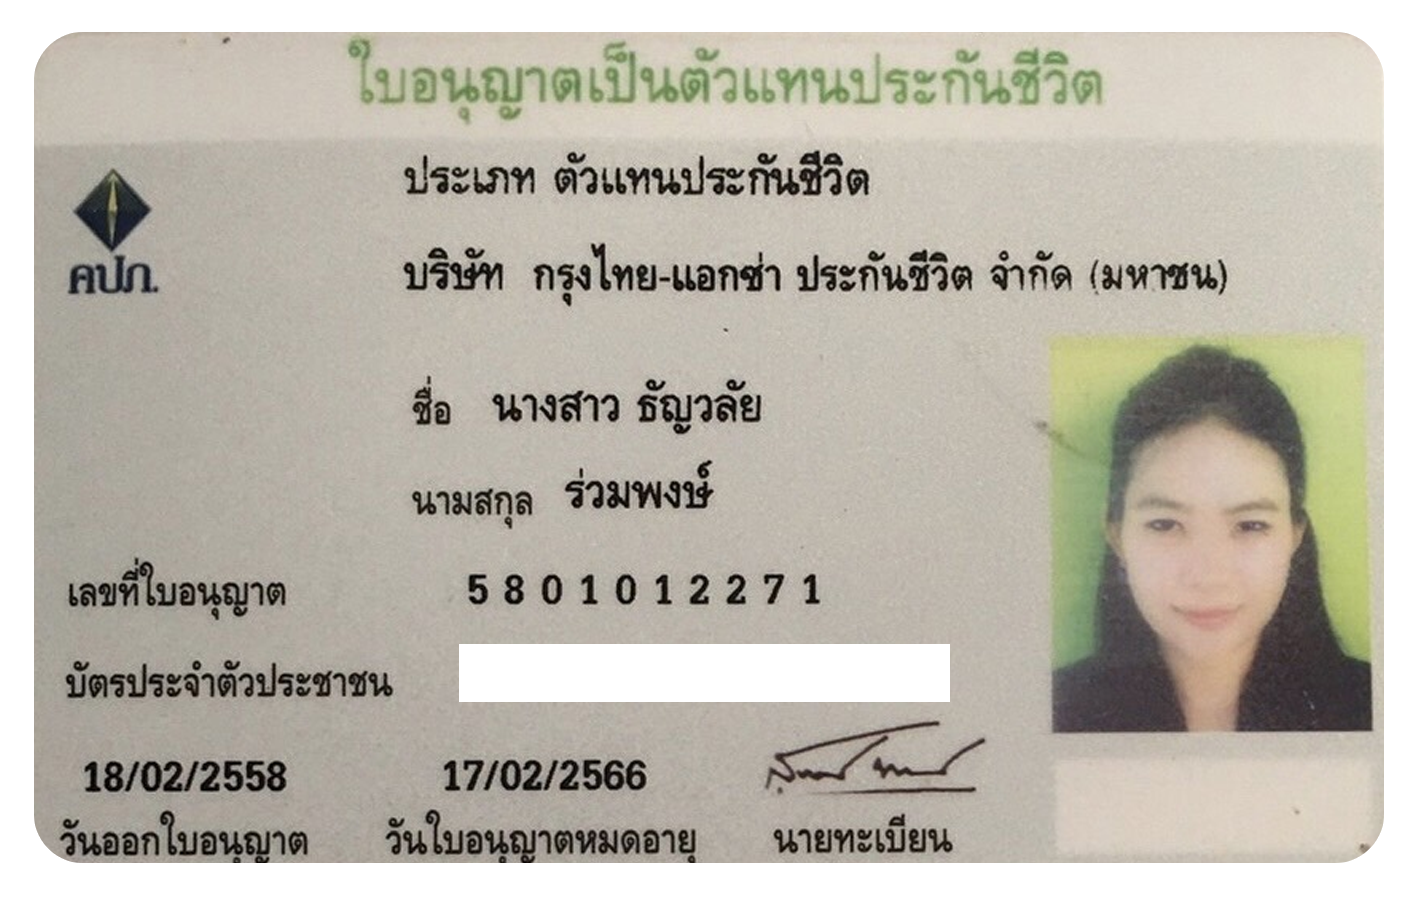 ใบอนุญาตเป็นตัวแทนประกันชีวิต
ประเภท ตัวแทนประกันชีวิต
คปภ.
บริษัท กรุงไทย-แอกซ่า ประกันชีวิต จำกัด (มหาชน)
ชื่อ นางสาว ธัญวลัย
นามสกุล ร่วมพงษ์
เลขที่ใบอนุญาต 5801012271
บัตรประจำตัวประชาชน
18/02/2558 17/02/2566
วันออกใบอนุญาต วันใบอนุญาตหมดอายุ นายทะเบียน